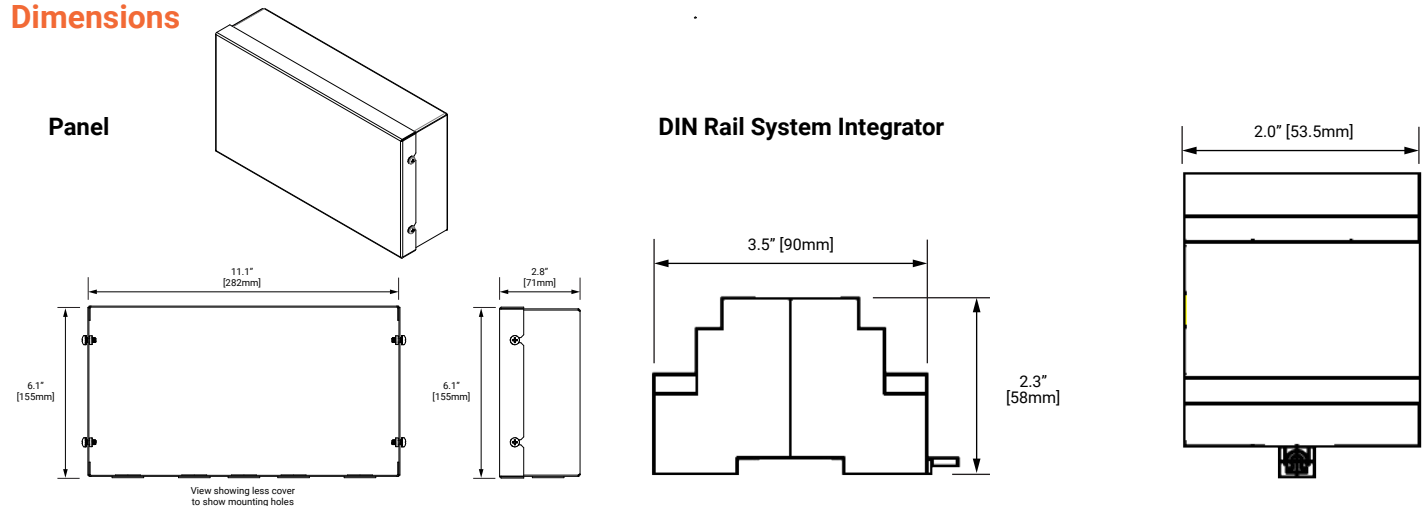 Dimensions
Panel
DIN Rail System Integrator
2.0” [53.5mm]
3.5” [90mm]
11.1”
[282mm]
2.8”
[71mm]
6.1”
[155mm]
6.1”
[155mm]
2.3”
[58mm]
View showing less cover
to show mounting holes